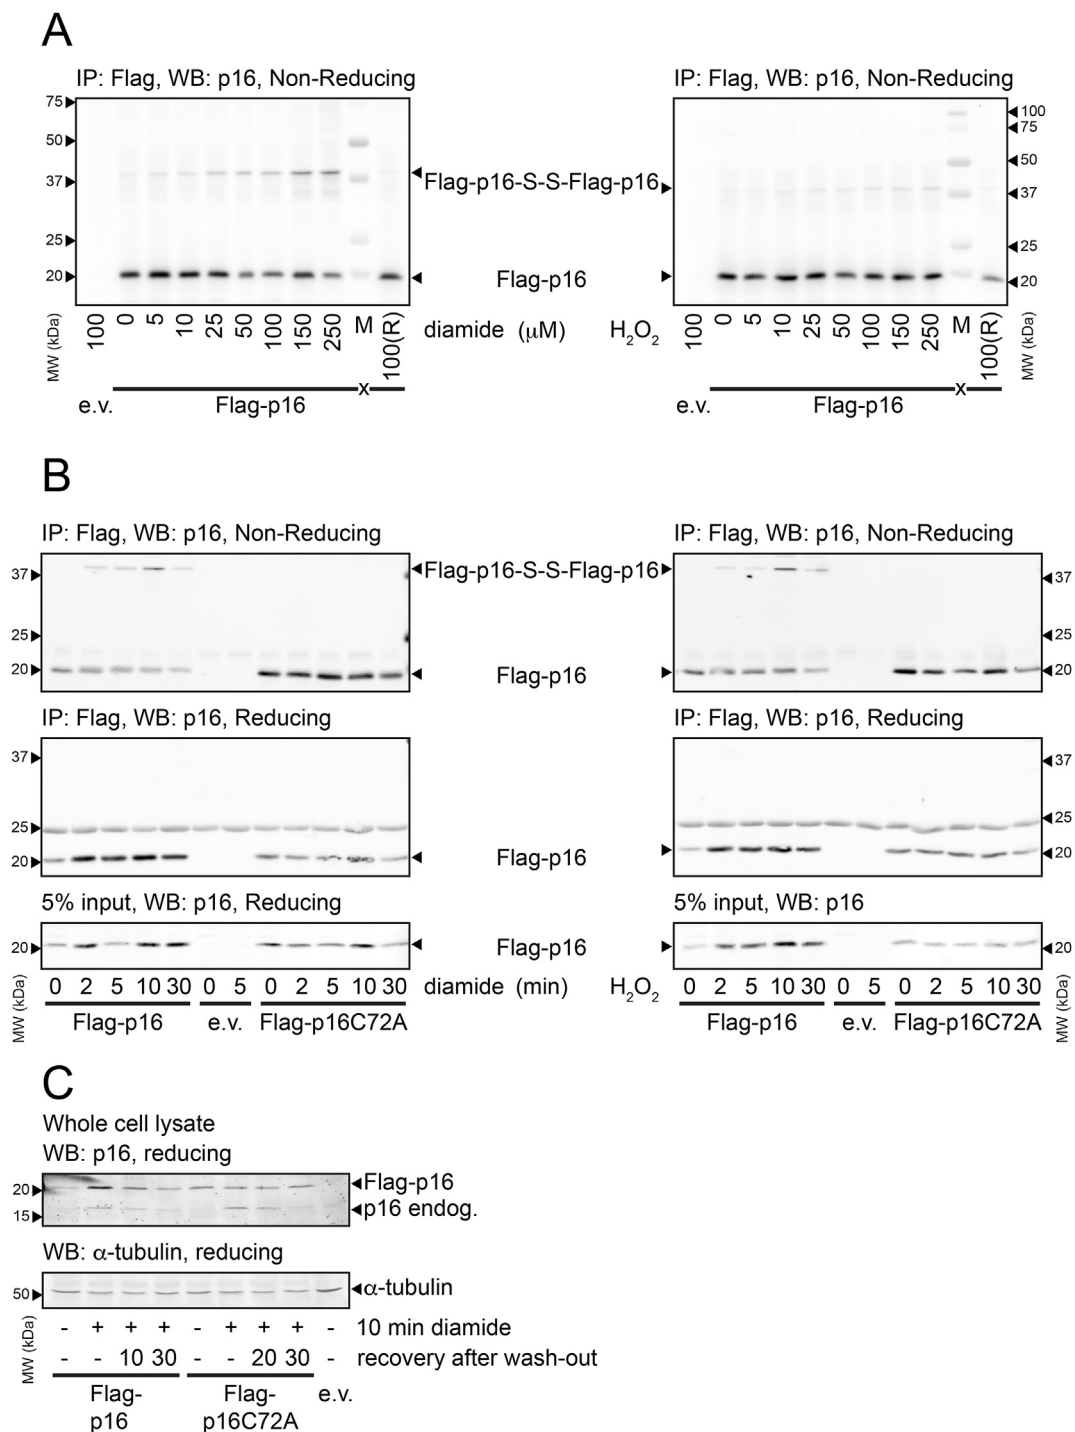 A
IP: Flag, WB: p16, Non-Reducing
75
50
37
25
20
Flag-p16-S-S-Flag-p16
Flag-p16
MW (kDa)
100 0 5 10 25 50 100 150 250 M 100(R)
diamide (μM)
x
e.v. Flag-p16
IP: Flag, WB: p16, Non-Reducing
100
75
50
37
25
20
H₂O₂
100 0 5 10 25 50 100 150 250 M 100(R)
MW (kDa)
x
e.v. Flag-p16
B
IP: Flag, WB: p16, Non-Reducing
37
25
20
Flag-p16-S-S-Flag-p16
Flag-p16
IP: Flag, WB: p16, Non-Reducing
37
25
20
IP: Flag, WB: p16, Reducing
37
25
20
Flag-p16
IP: Flag, WB: p16, Reducing
37
25
20
5% input, WB: p16, Reducing
20
Flag-p16
5% input, WB: p16
20
MW (kDa)
0 2 5 10 30 0 5 0 2 5 10 30
diamide (min)
Flag-p16 e.v. Flag-p16C72A
H₂O₂
0 2 5 10 30 0 5 0 2 5 10 30
Flag-p16 e.v. Flag-p16C72A
MW (kDa)
C
Whole cell lysate
WB: p16, reducing
20
15
Flag-p16
p16 endog.
WB: α-tubulin, reducing
50
α-tubulin
MW (kDa)
- + + + - + + + - 10 min diamide
- - 10 30 - - 20 30 - recovery after wash-out
Flag-
p16
Flag-
p16C72A
e.v.